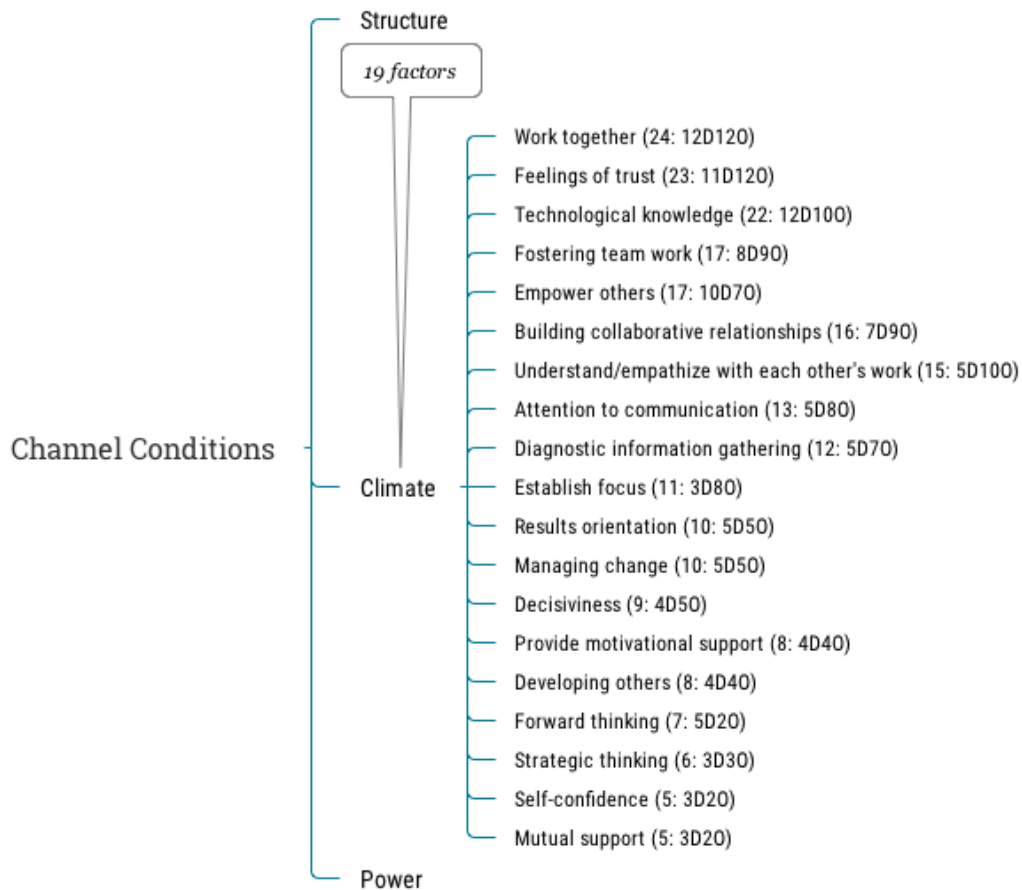 Structure
19 factors
Work together (24: 12D12O)
Feelings of trust (23: 11D12O)
Technological knowledge (22: 12D10O)
Fostering team work (17: 8D9O)
Empower others (17: 10D7O)
Building collaborative relationships (16: 7D9O)
Understand/empathize with each other's work (15: 5D10O)
Attention to communication (13: 5D8O)
Diagnostic information gathering (12: 5D7O)
Channel Conditions
Climate
Establish focus (11: 3D8O)
Results orientation (10: 5D5O)
Managing change (10: 5D5O)
Decisiviness (9: 4D5O)
Provide motivational support (8: 4D4O)
Developing others (8: 4D4O)
Forward thinking (7: 5D2O)
Strategic thinking (6: 3D3O)
Self-confidence (5: 3D2O)
Mutual support (5: 3D2O)
Power